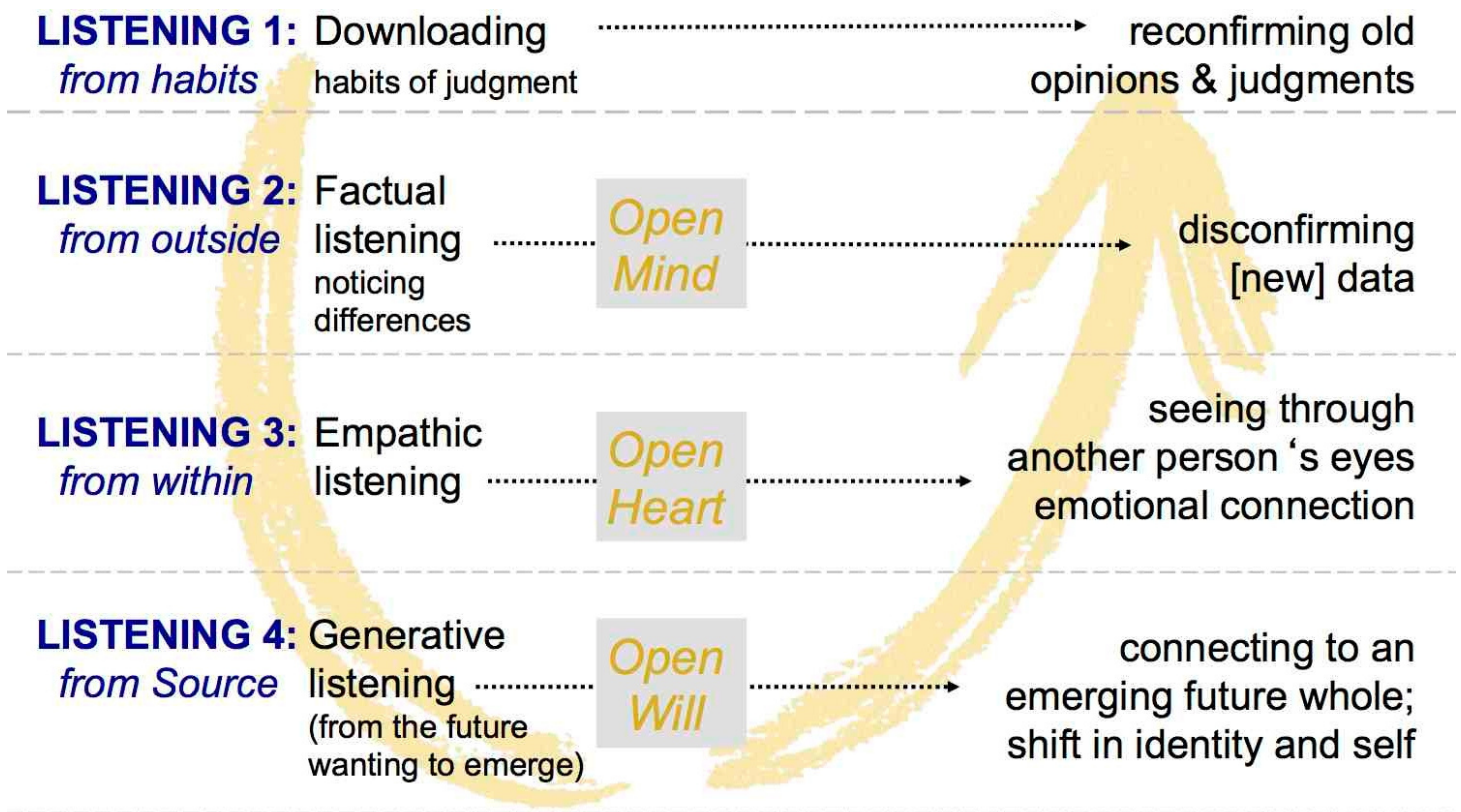 LISTENING 1: Downloading reconfirming old
from habits habits of judgment opinions & judgments
LISTENING 2: Factual
from outside listening
noticing
differences
Open
Mind
disconfirming
[new] data
LISTENING 3: Empathic
from within listening
Open
Heart
seeing through
another person ‘s eyes
emotional connection
LISTENING 4: Generative
from Source listening
(from the future
wanting to emerge)
Open
Will
connecting to an
emerging future whole;
shift in identity and self